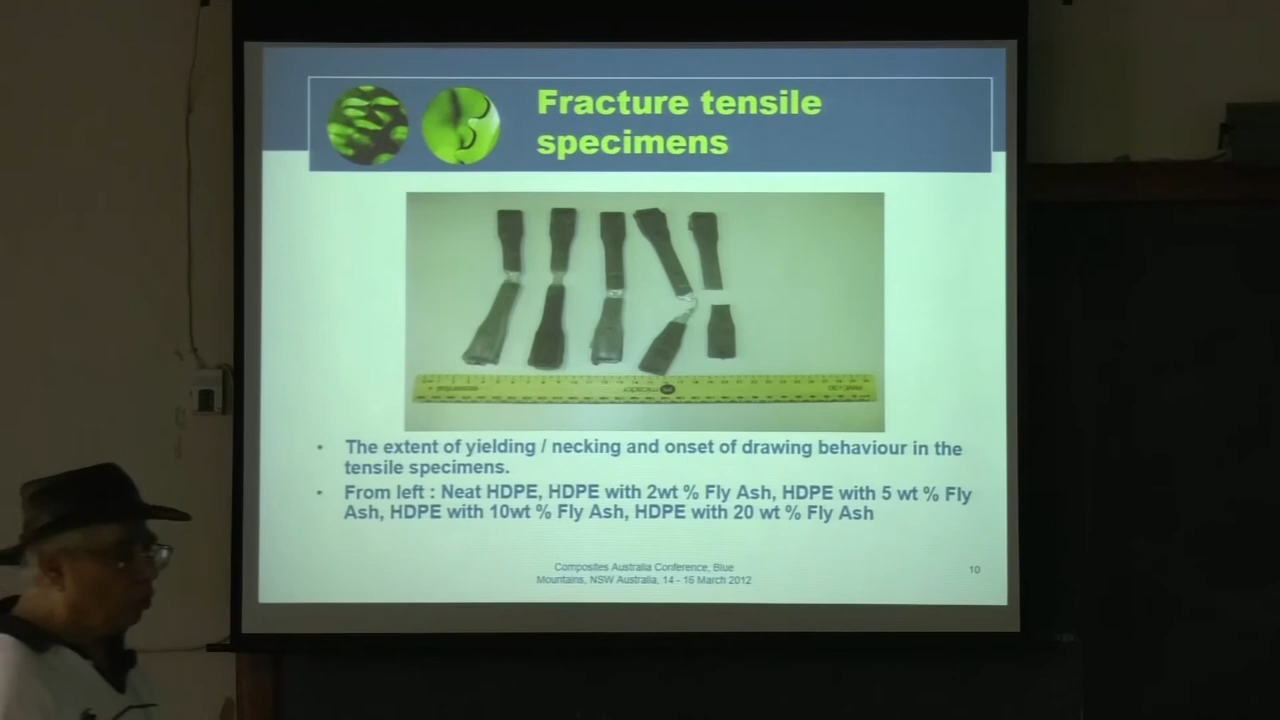 Fracture tensile
specimens
The extent of yielding / necking and onset of drawing behaviour in the
tensile specimens.
From left : Neat HDPE, HDPE with 2wt % Fly Ash, HDPE with 5 wt % Fly
Ash, HDPE with 10wt % Fly Ash, HDPE with 20 wt % Fly Ash
Composites Australia Conference, Blue
Mountains, NSW Australia, 14 - 16 March 2012
10